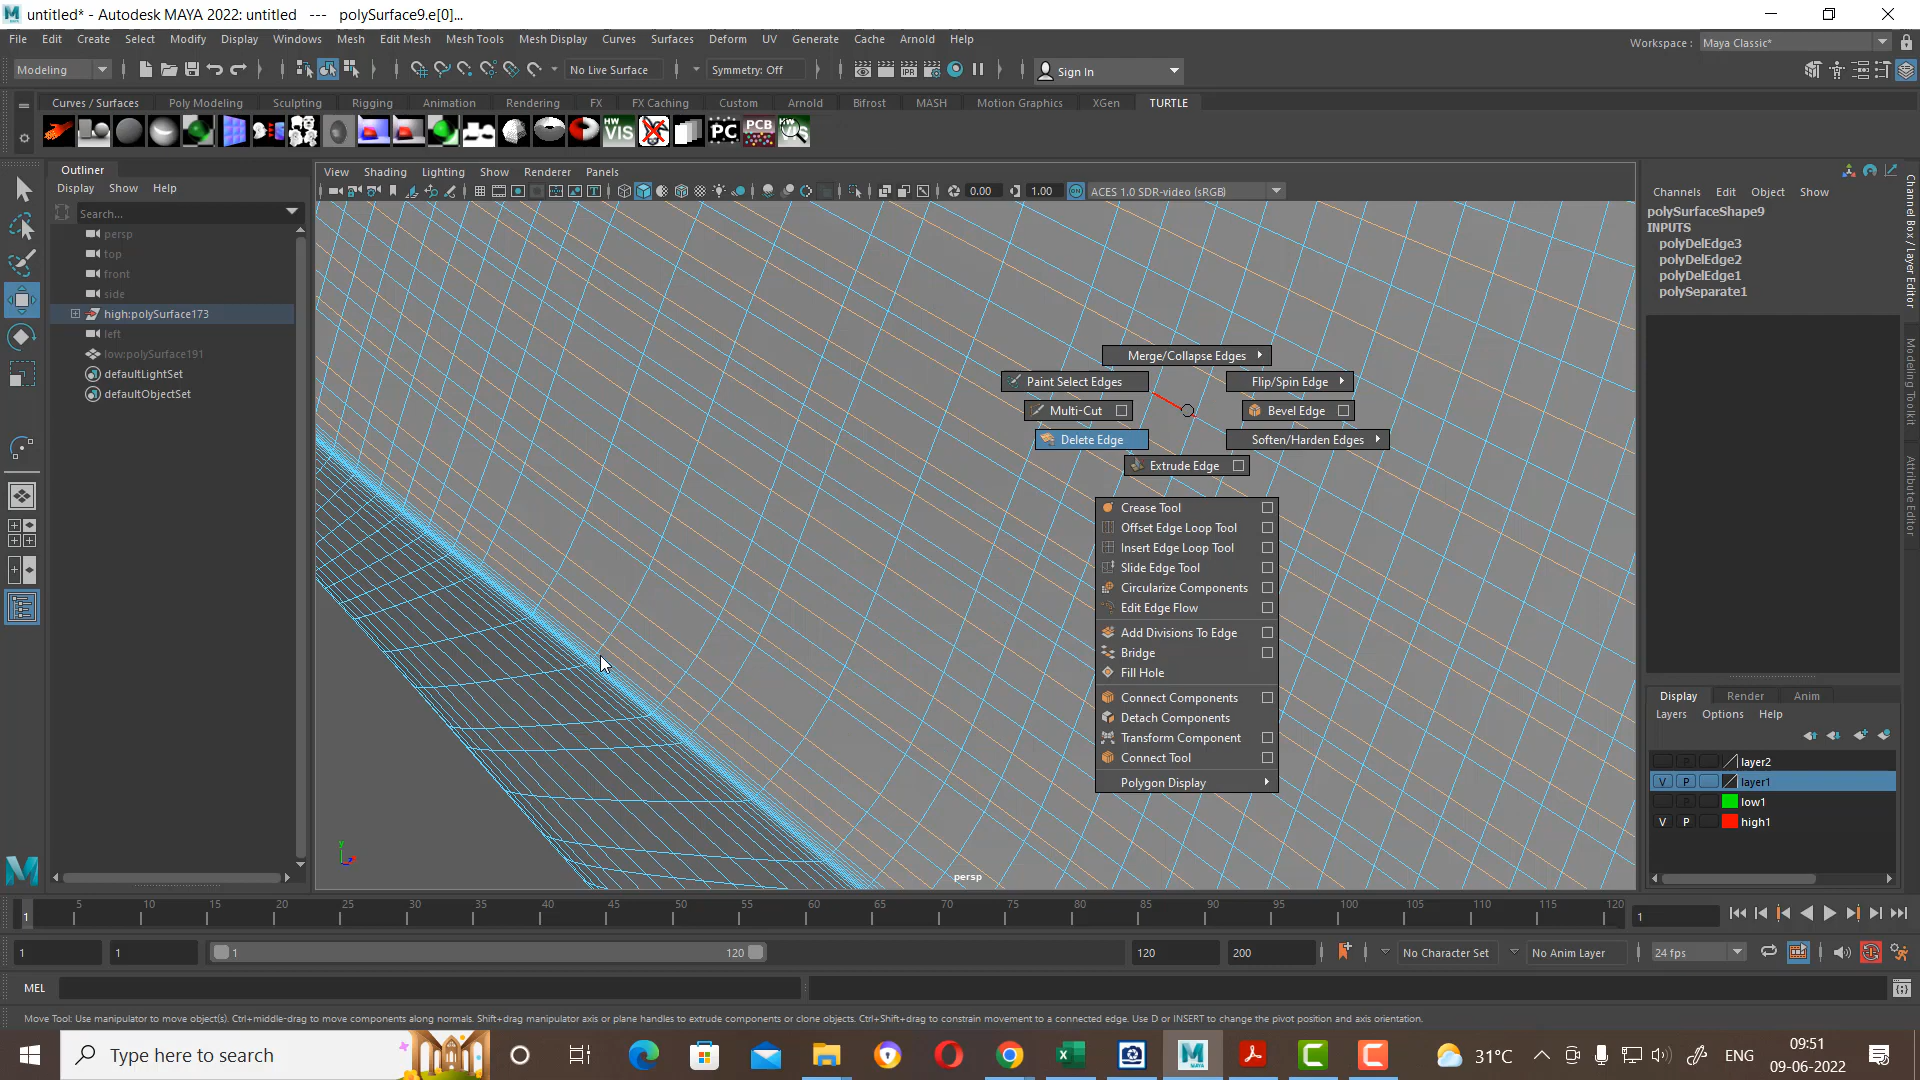 untitled* - Autodesk MAYA 2022: untitled --- polySurface9.e[0]...
File Edit Create Select Modify Display Windows Mesh Edit Mesh Mesh Tools Mesh Display Curves Surfaces Deform UV Generate Cache Arnold Help
Workspace : Maya Classic*
Modeling No Live Surface Symmetry: Off Sign In
Curves / Surfaces Poly Modeling Sculpting Rigging Animation Rendering FX FX Caching Custom Arnold Bifrost MASH Motion Graphics XGen TURTLE
HW VIS PC PCB VIS
Outliner
Display Show Help
Search...
persp
top
front
side
high:polySurface173
left
low:polySurface191
defaultLightSet
defaultObjectSet
View Shading Lighting Show Renderer Panels
0.00 1.00 ACES 1.0 SDR-video (sRGB)
Merge/Collapse Edges
Paint Select Edges
Flip/Spin Edge
Multi-Cut
Bevel Edge
Delete Edge
Soften/Harden Edges
Extrude Edge
Crease Tool
Offset Edge Loop Tool
Insert Edge Loop Tool
Slide Edge Tool
Circularize Components
Edit Edge Flow
Add Divisions To Edge
Bridge
Fill Hole
Connect Components
Detach Components
Transform Component
Connect Tool
Polygon Display
y
persp
Channels Edit Object Show
polySurfaceShape9
INPUTS
polyDelEdge3
polyDelEdge2
polyDelEdge1
polySeparate1
Channel Box / Layer Editor
Modeling Toolkit
Attribute Editor
Display Render Anim
Layers Options Help
P layer2
V P layer1
P low1
V P high1
5 10 15 20 25 30 35 40 45 50 55 60 65 70 75 80 85 90 95 100 105 110 115 120
1 1
1 1 1 120 120 200 No Character Set No Anim Layer 24 fps
MEL
Move Tool: Use manipulator to move object(s). Ctrl+middle-drag to move components along normals. Shift+drag manipulator axis or plane handles to extrude components or clone objects. Ctrl+Shift+drag to constrain movement to a connected edge. Use D or INSERT to change the pivot position and axis orientation.
Type here to search
31°C ENG
09:51
09-06-2022